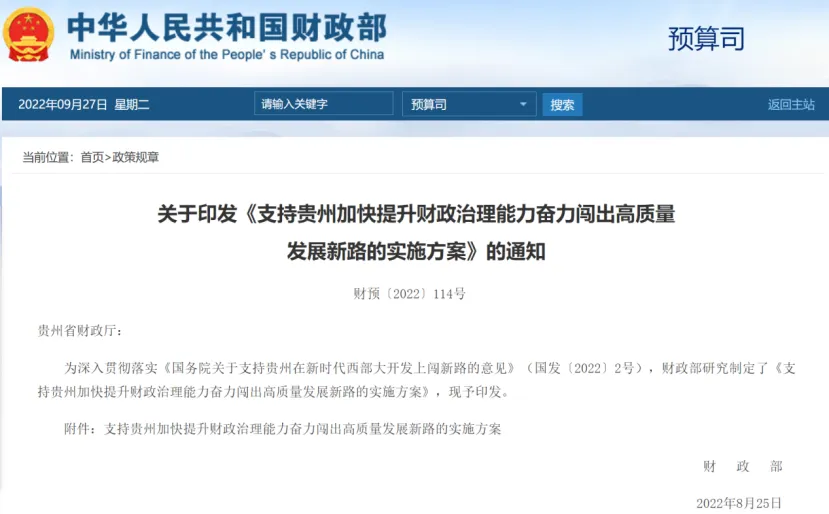 中华人民共和国财政部
Ministry of Finance of the People's Republic of China
预算司
2022年09月27日 星期二
请输入关键字
预算司
搜索
返回主站
当前位置：首页>政策规章
关于印发《支持贵州加快提升财政治理能力奋力闯出高质量
发展新路的实施方案》的通知
财预〔2022〕114号
贵州省财政厅：
为深入贯彻落实《国务院关于支持贵州在新时代西部大开发上闯新路的意见》（国发〔2022〕2号），财政部研究制定了《支
持贵州加快提升财政治理能力奋力闯出高质量发展新路的实施方案》，现予印发。
附件：支持贵州加快提升财政治理能力奋力闯出高质量发展新路的实施方案
财 政 部
2022年8月25日